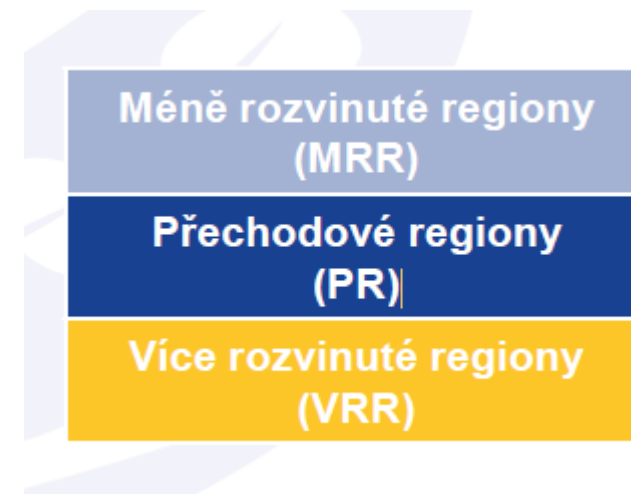 Méně rozvinuté regiony
(MRR)
Přechodové regiony
(PR)
Více rozvinuté regiony
(VRR)